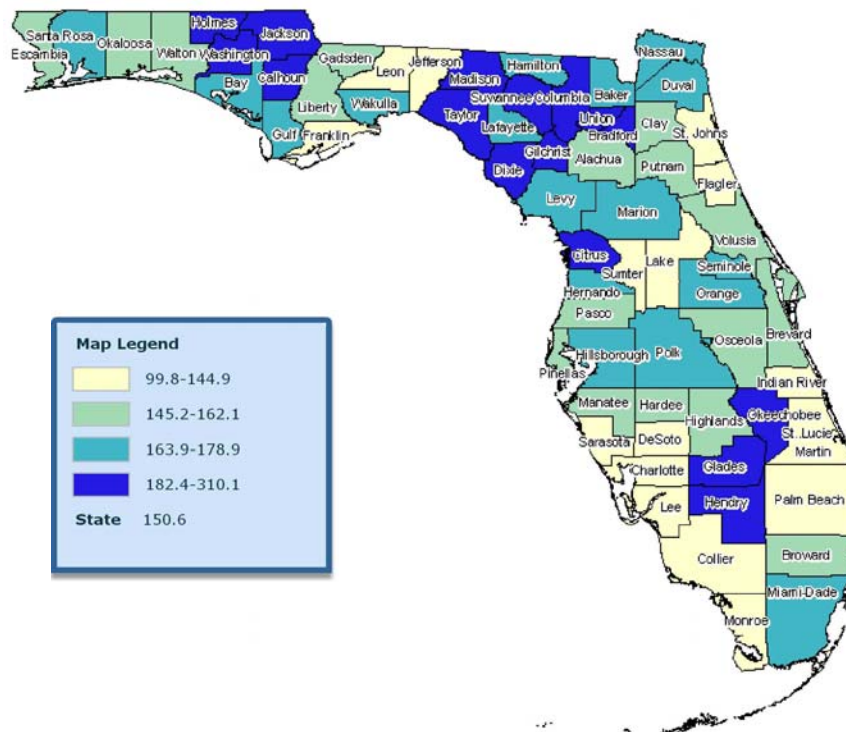 Holmes
Jackson
Santa Rosa
Okaloosa
Walton
Washington
Escambia
Bay
Calhoun
Gadsden
Leon
Jefferson
Madison
Hamilton
Nassau
Liberty
Wakulla
Taylor
Suwannee
Columbia
Baker
Duval
Gulf
Franklin
Lafayette
Union
Bradford
Clay
St. Johns
Dixie
Gilchrist
Alachua
Putnam
Flagler
Levy
Marion
Volusia
Citrus
Sumter
Lake
Seminole
Hernando
Orange
Pasco
Osceola
Brevard
Hillsborough
Polk
Pinellas
Indian River
Manatee
Hardee
Highlands
Gkeechobee
Sarasota
DeSoto
St. Lucie
Martin
Charlotte
Glades
Lee
Hendry
Palm Beach
Collier
Broward
Miami-Dade
Monroe
Map Legend
99.8-144.9
145.2-162.1
163.9-178.9
182.4-310.1
State 150.6